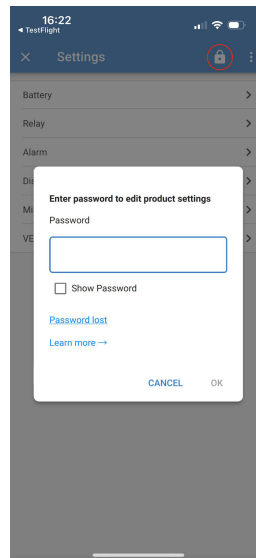 16:22
◄ TestFlight
Settings
Battery
Relay
Alarm
Enter password to edit product settings
Password
Show Password
Password lost
Learn more →
CANCEL
OK